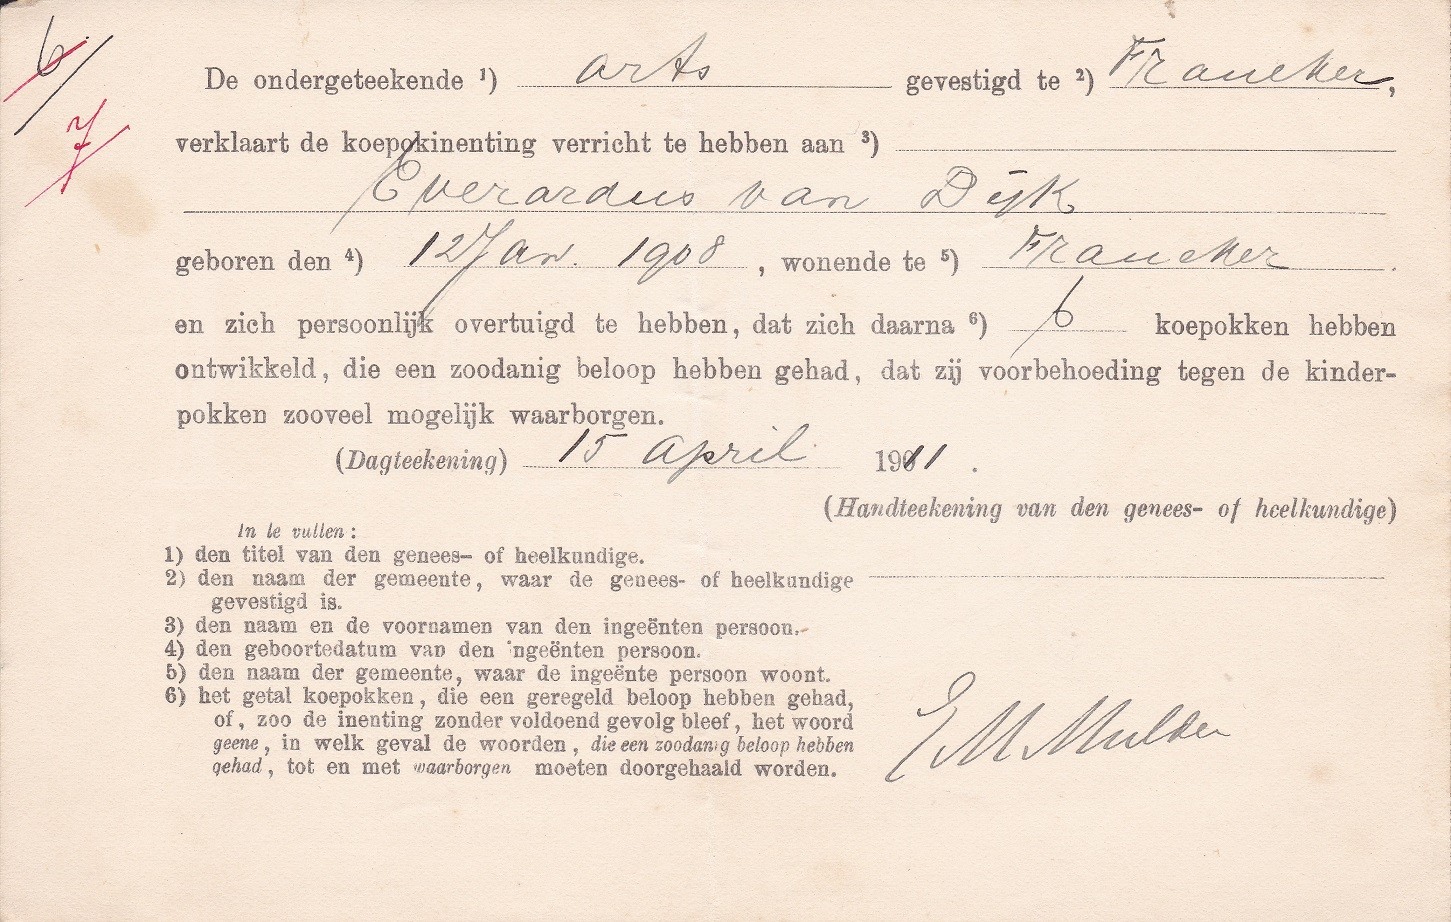 6
7
De ondergeteekende ¹) arts gevestigd te ²) Franeker,
verklaart de koepokinenting verricht te hebben aan ³)
Everardus van Dijk
geboren den ⁴) 12 Jan. 1908, wonende te ⁵) Franeker.
en zich persoonlijk overtuigd te hebben, dat zich daarna ⁶) 6 koepokken hebben
ontwikkeld, die een zoodanig beloop hebben gehad, dat zij voorbehoeding tegen de kinder-
pokken zooveel mogelijk waarborgen.
(Dagteekening) 15 april 1911.
(Handteekening van den genees- of heelkundige)
In te vullen:
1) den titel van den genees- of heelkundige.
2) den naam der gemeente, waar de genees- of heelkundige
gevestigd is.
3) den naam en de voornamen van den ingeënten persoon.
4) den geboortedatum van den ingeënten persoon.
5) den naam der gemeente, waar de ingeënte persoon woont.
6) het getal koepokken, die een geregeld beloop hebben gehad,
of, zoo de inenting zonder voldoend gevolg bleef, het woord
geene, in welk geval de woorden, die een zoodanig beloop hebben
gehad, tot en met waarborgen moeten doorgehaald worden.
E M Mulder